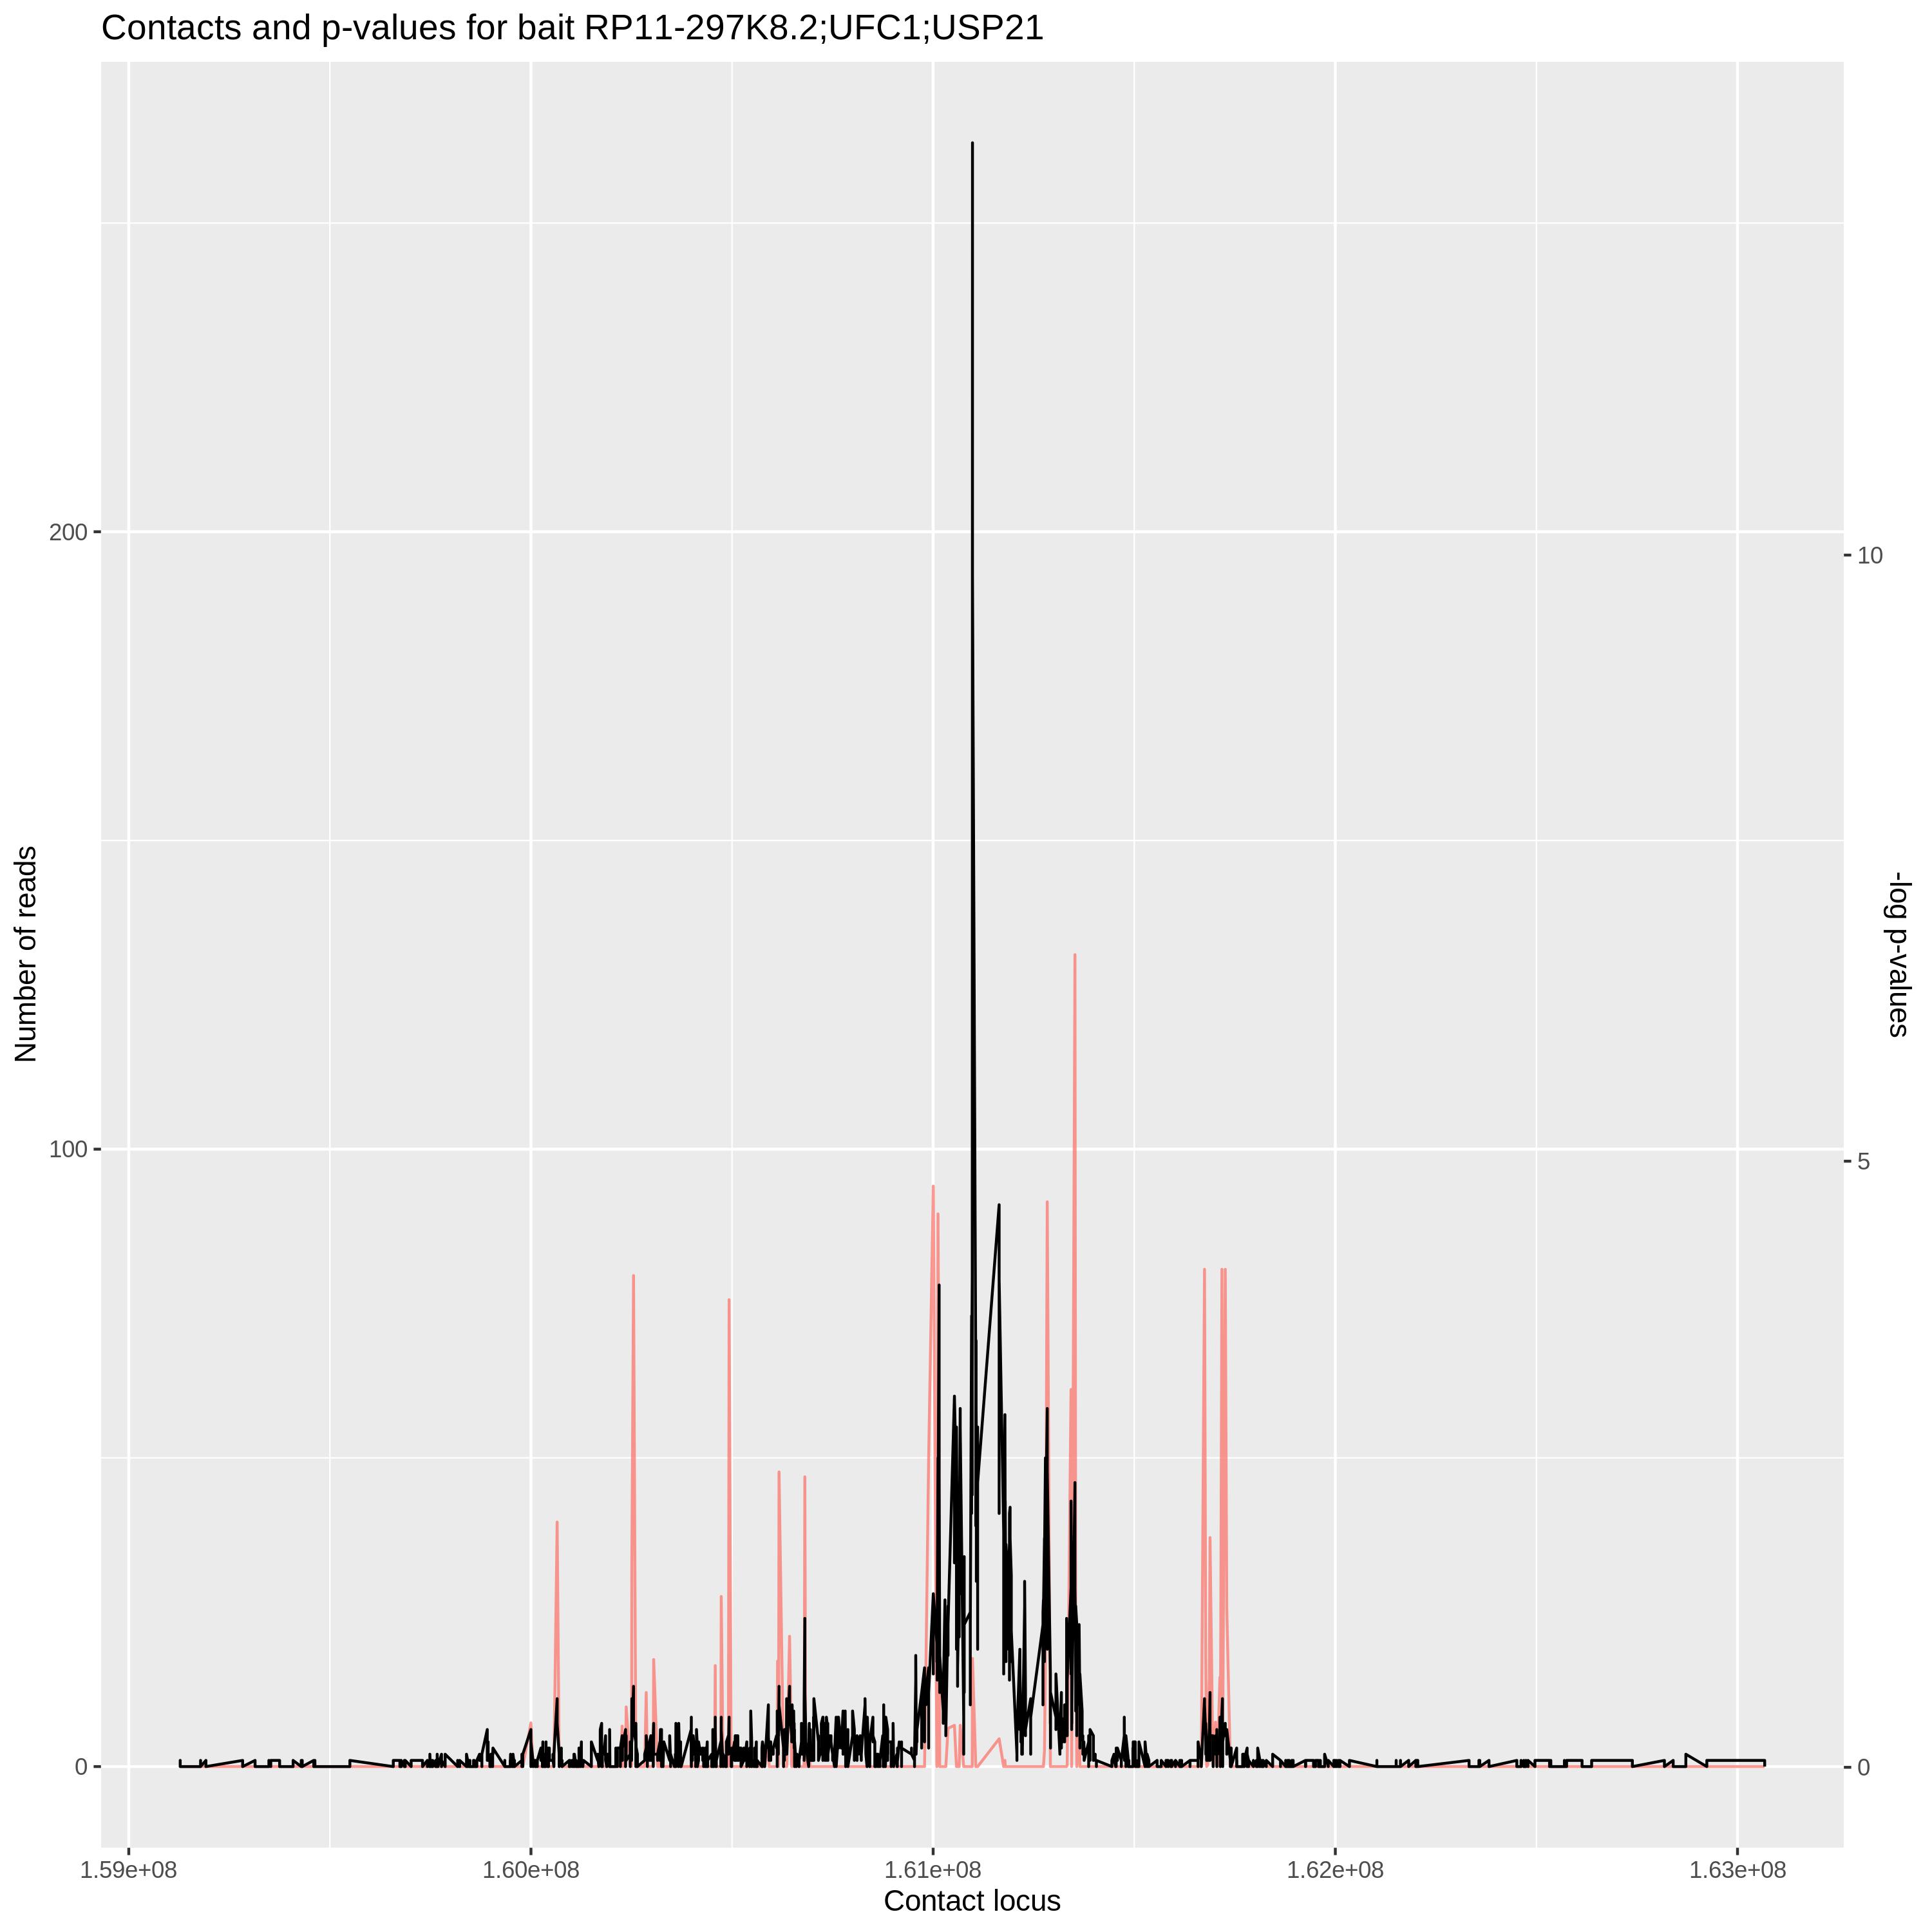 Contacts and p-values for bait RP11-297K8.2;UFC1;USP21
200
100
0
Number of reads
10
5
0
-log p-values
1.59e+08
1.60e+08
1.61e+08
1.62e+08
1.63e+08
Contact locus